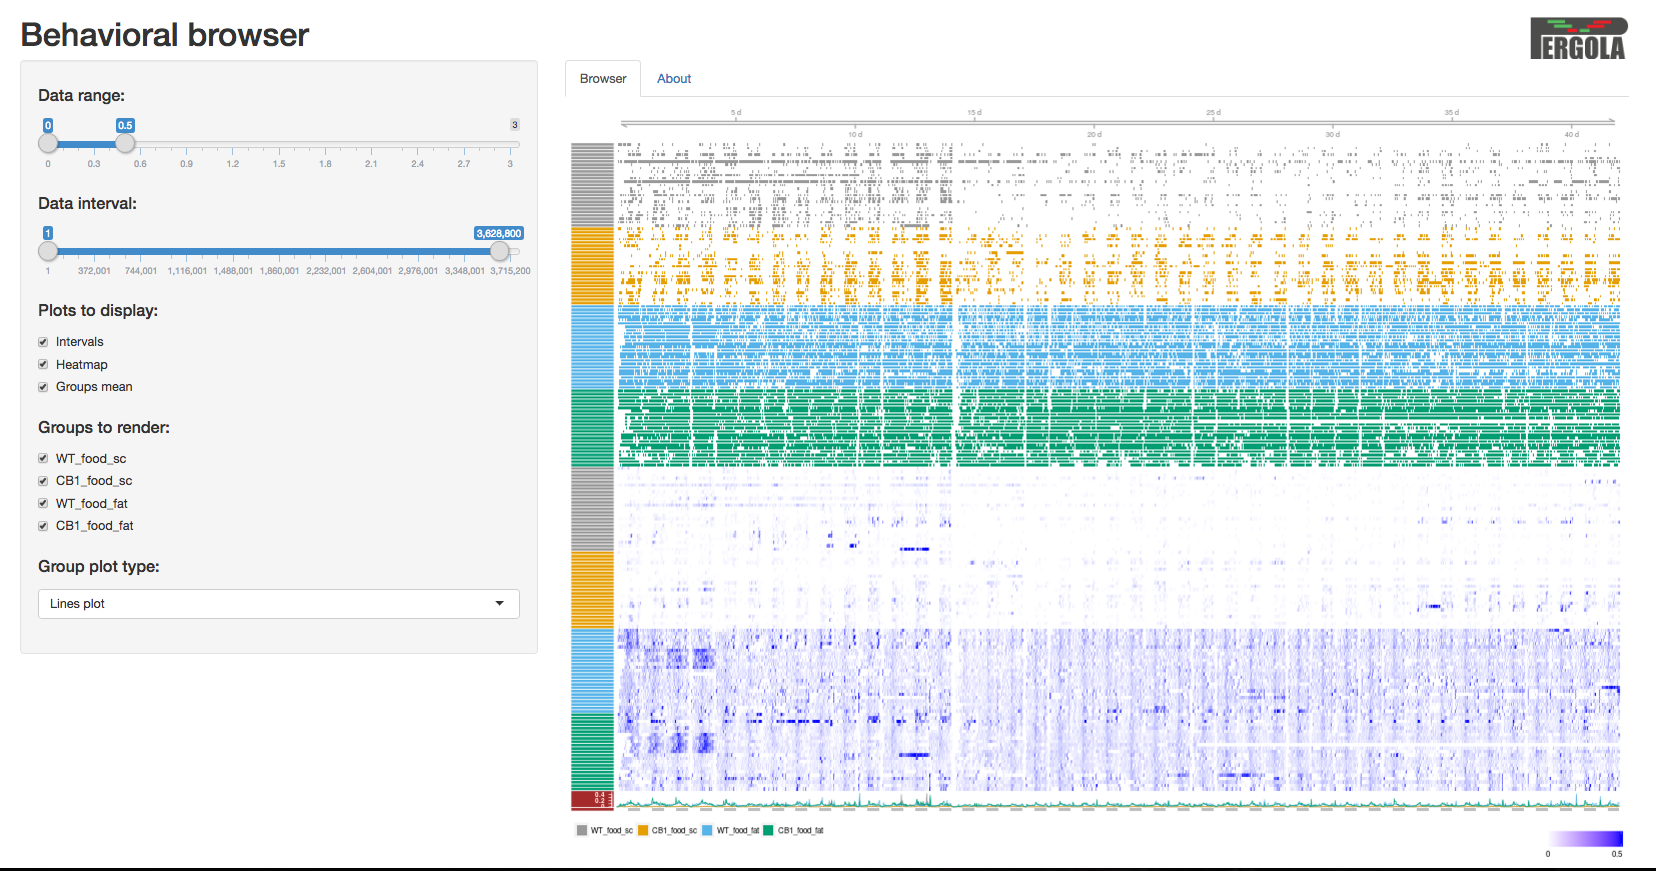 Behavioral browser
PERGOLA
Data range:
0
0.5
3
0 0.3 0.6 0.9 1.2 1.5 1.8 2.1 2.4 2.7 3
Data interval:
1
3,628,800
1 372,001 744,001 1,116,001 1,488,001 1,860,001 2,232,001 2,604,001 2,976,001 3,348,001 3,715,200
Plots to display:
Intervals
Heatmap
Groups mean
Groups to render:
WT_food_sc
CB1_food_sc
WT_food_fat
CB1_food_fat
Group plot type:
Lines plot
Browser About
5 d 15 d 25 d 35 d
10 d 20 d 30 d 40 d
0.4
0.2
0
WT_food_sc CB1_food_sc WT_food_fat CB1_food_fat
0 0.5